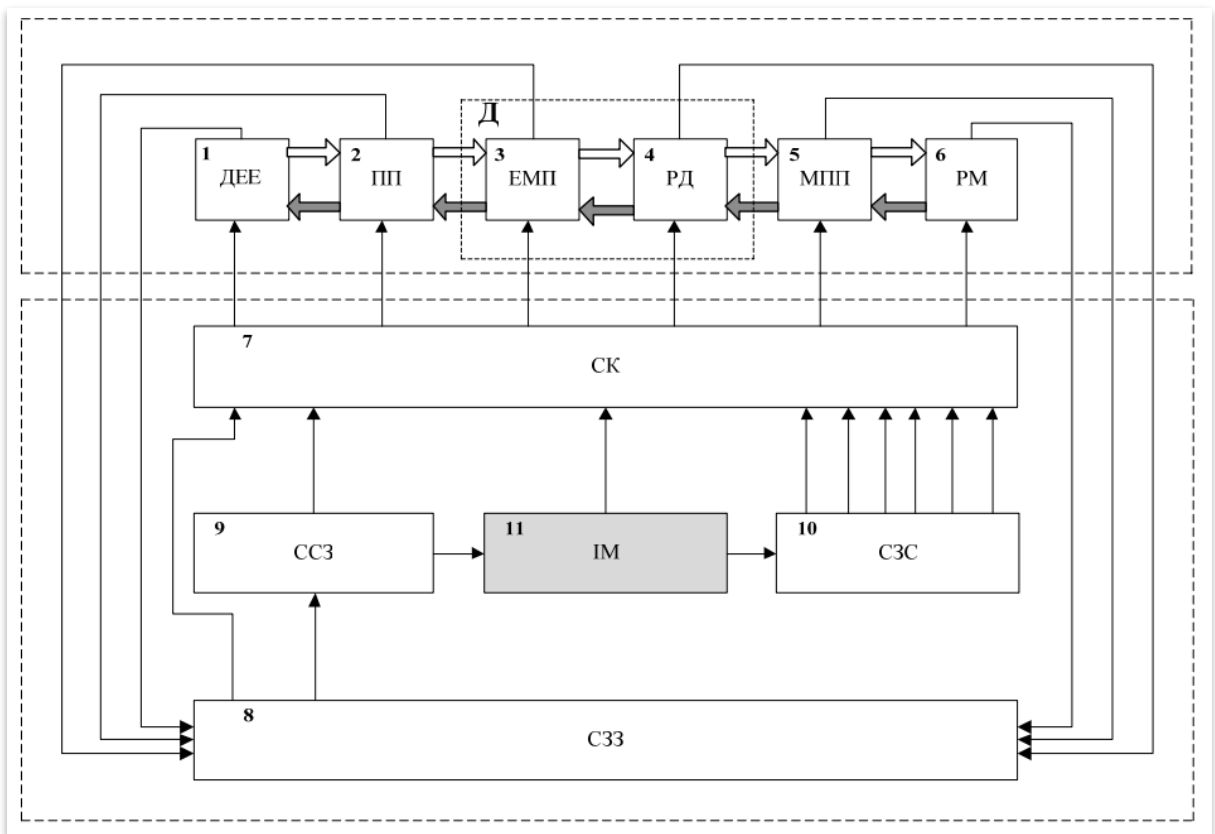 Д
1 2 3 4 5 6
ДЕЕ ПП ЕМП РД МПП РМ
7
СК
9 11 10
ССЗ ІМ СЗС
8
СЗЗ